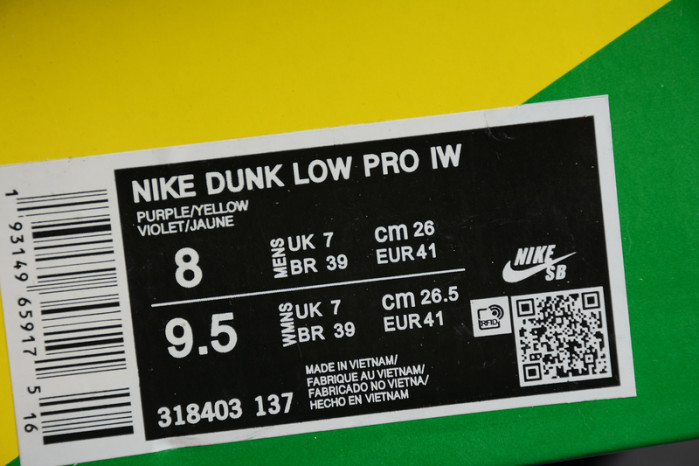 NIKE DUNK LOW PRO IW
PURPLE/YELLOW
VIOLET/JAUNE
8
MENS
UK 7
BR 39
cm 26
EUR 41
NIKE
SB
9.5
WMNS
UK 7
BR 39
cm 26.5
EUR 41
RFID
318403 137
MADE IN VIETNAM/
FABRIQUE AU VIETNAM/
FABRICADO NO VIETNA/
HECHO EN VIETNAM
1 93149 65917 5 16